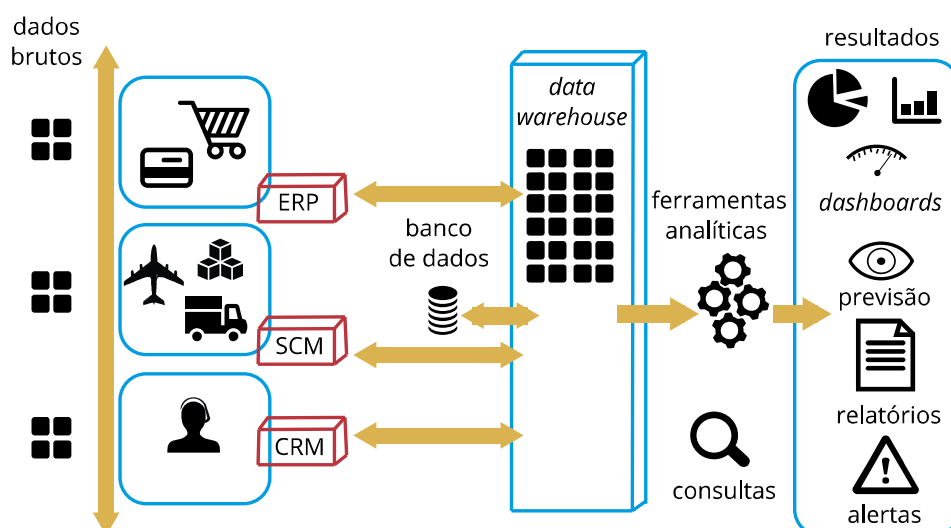 dados
brutos
ERP
SCM
CRM
banco
de dados
data
warehouse
ferramentas
analíticas
consultas
resultados
dashboards
previsão
relatórios
alertas